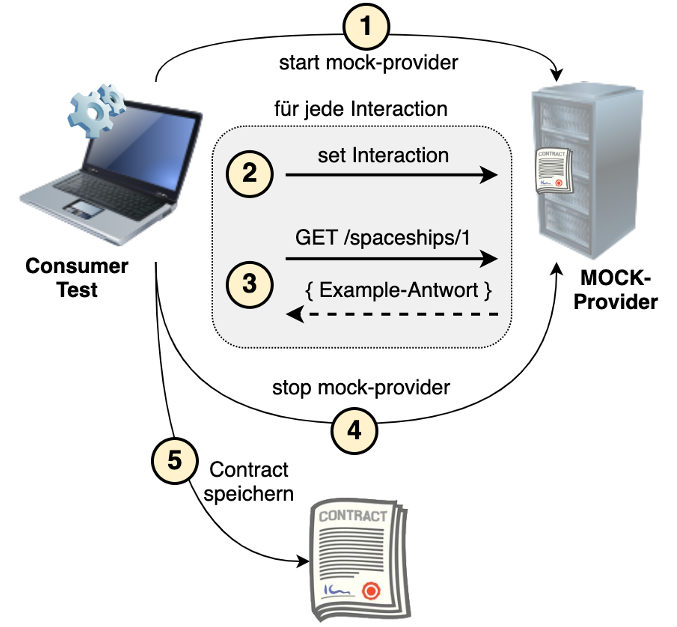 1
start mock-provider
für jede Interaction
2
set Interaction
CONTRACT
GET /spaceships/1
3
{ Example-Antwort }
Consumer
Test
MOCK-
Provider
stop mock-provider
4
5
Contract
speichern
CONTRACT